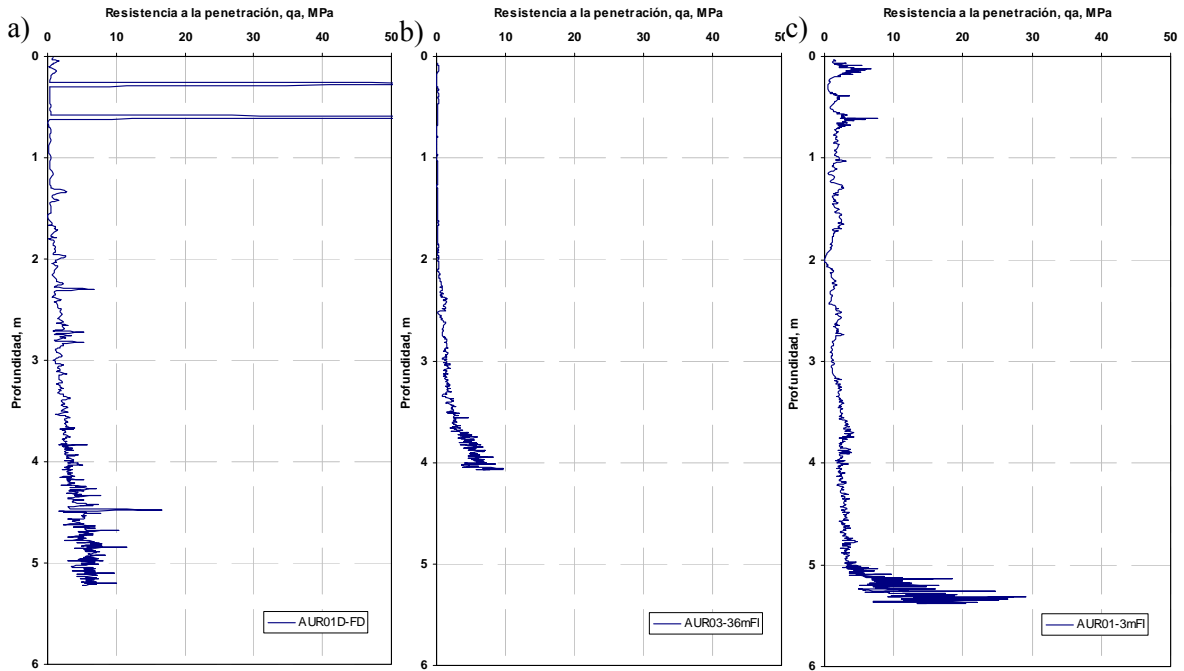 Resistencia a la penetración, qa, MPa
a)
0 10 20 30 40 50
0
1
2
3
4
5
6
Profundidad, m
AUR01D-FD
Resistencia a la penetración, qa, MPa
b)
0 10 20 30 40 50
0
1
2
3
4
5
6
Profundidad, m
AUR03-36mFI
Resistencia a la penetración, qa, MPa
c)
0 10 20 30 40 50
0
1
2
3
4
5
6
Profundidad, m
AUR01-3mFI